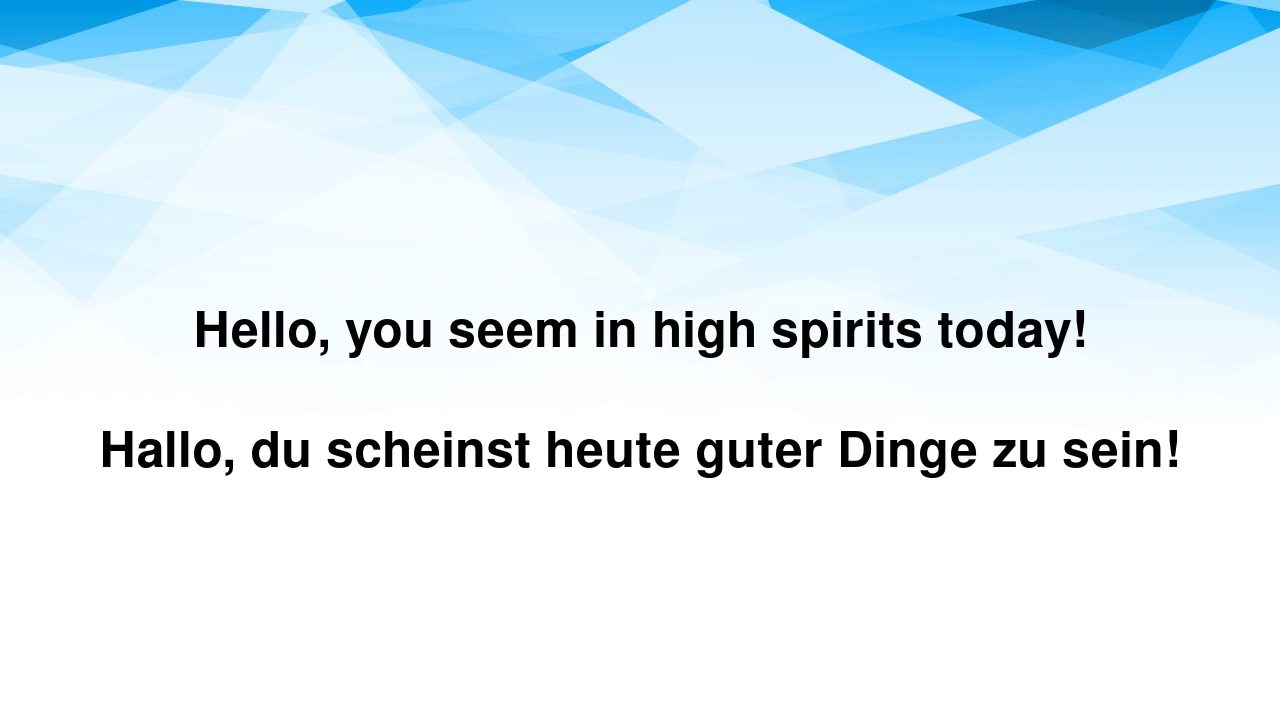 Hello, you seem in high spirits today!
Hallo, du scheinst heute guter Dinge zu sein!